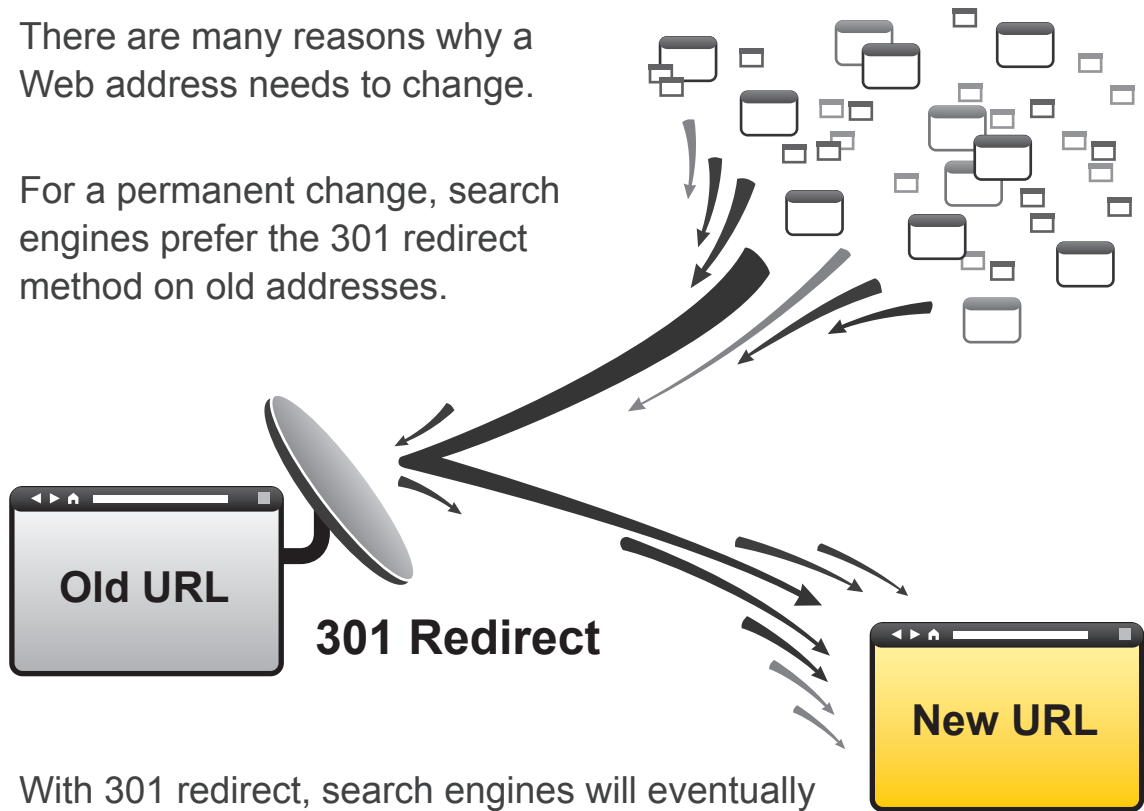 There are many reasons why a
Web address needs to change.
For a permanent change, search
engines prefer the 301 redirect
method on old addresses.
Old URL
301 Redirect
New URL
With 301 redirect, search engines will eventually